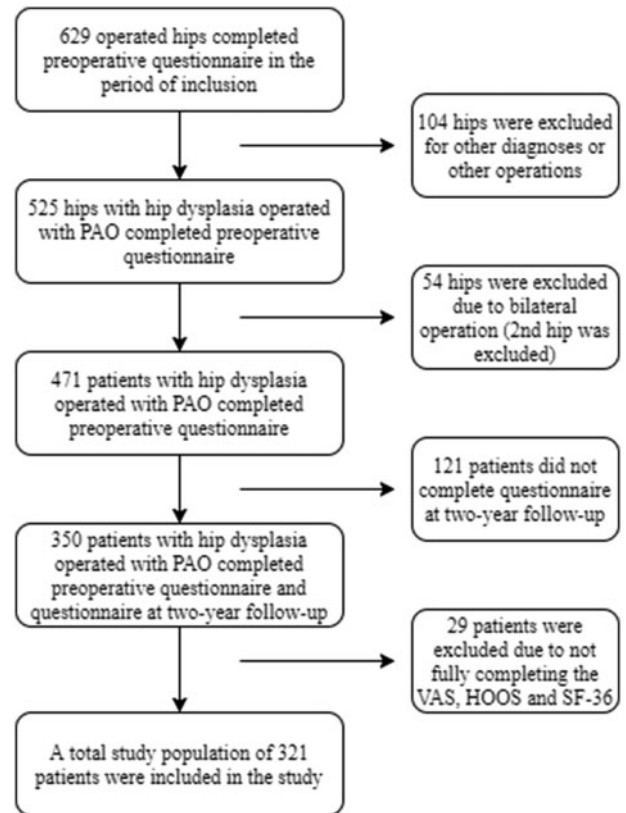 629 operated hips completed
preoperative questionnaire in the
period of inclusion
104 hips were excluded
for other diagnoses or
other operations
525 hips with hip dysplasia operated
with PAO completed preoperative
questionnaire
54 hips were excluded
due to bilateral
operation (2nd hip was
excluded)
471 patients with hip dysplasia
operated with PAO completed
preoperative questionnaire
121 patients did not
complete questionnaire
at two-year follow-up
350 patients with hip dysplasia
operated with PAO completed
preoperative questionnaire and
questionnaire at two-year follow-up
29 patients were
excluded due to not
fully completing the
VAS, HOOS and SF-36
A total study population of 321
patients were included in the study